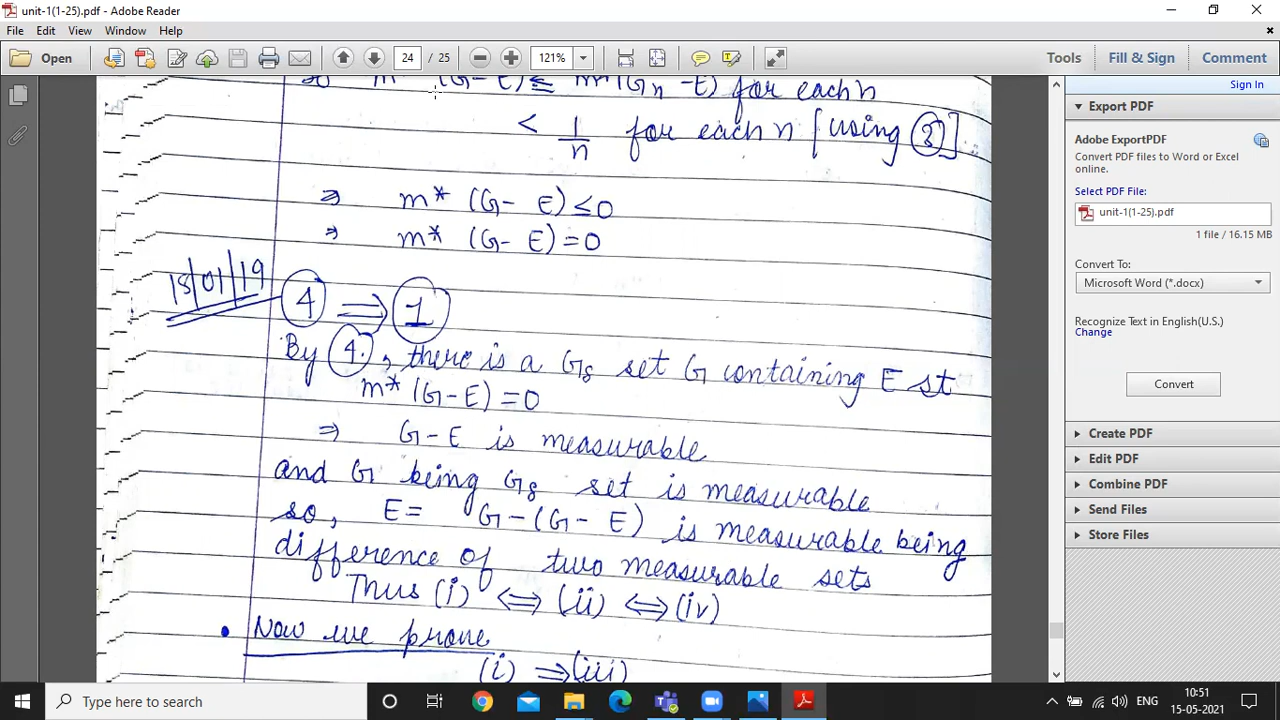 unit-1(1-25).pdf - Adobe Reader
File Edit View Window Help
Open 24 / 25 121% Tools Fill & Sign Comment
Sign In
Export PDF
Adobe ExportPDF
Convert PDF files to Word or Excel
online.
Select PDF File:
unit-1(1-25).pdf
1 file / 16.15 MB
Convert To:
Microsoft Word (*.docx)
Recognize Text in English(U.S.)
Change
Convert
Create PDF
Edit PDF
Combine PDF
Send Files
Store Files
so m* (G-E) ≤ m* (Gn -E) for each n
< 1/n for each n [using 3]
⇒ m* (G- E) ≤0
⇒ m* (G- E) =0
18/01/19
4 ⇒ 1
By 4., there is a Gδ set G containing E st
m* (G-E) =0
⇒ G-E is measurable
and G being Gδ set is measurable
so, E= G-(G- E) is measurable being
difference of two measurable sets
Thus (i) ⇔ (ii) ⇔ (iv)
• Now we prove
(i) ⇒ (iii)
Type here to search
ENG
10:51
15-05-2021